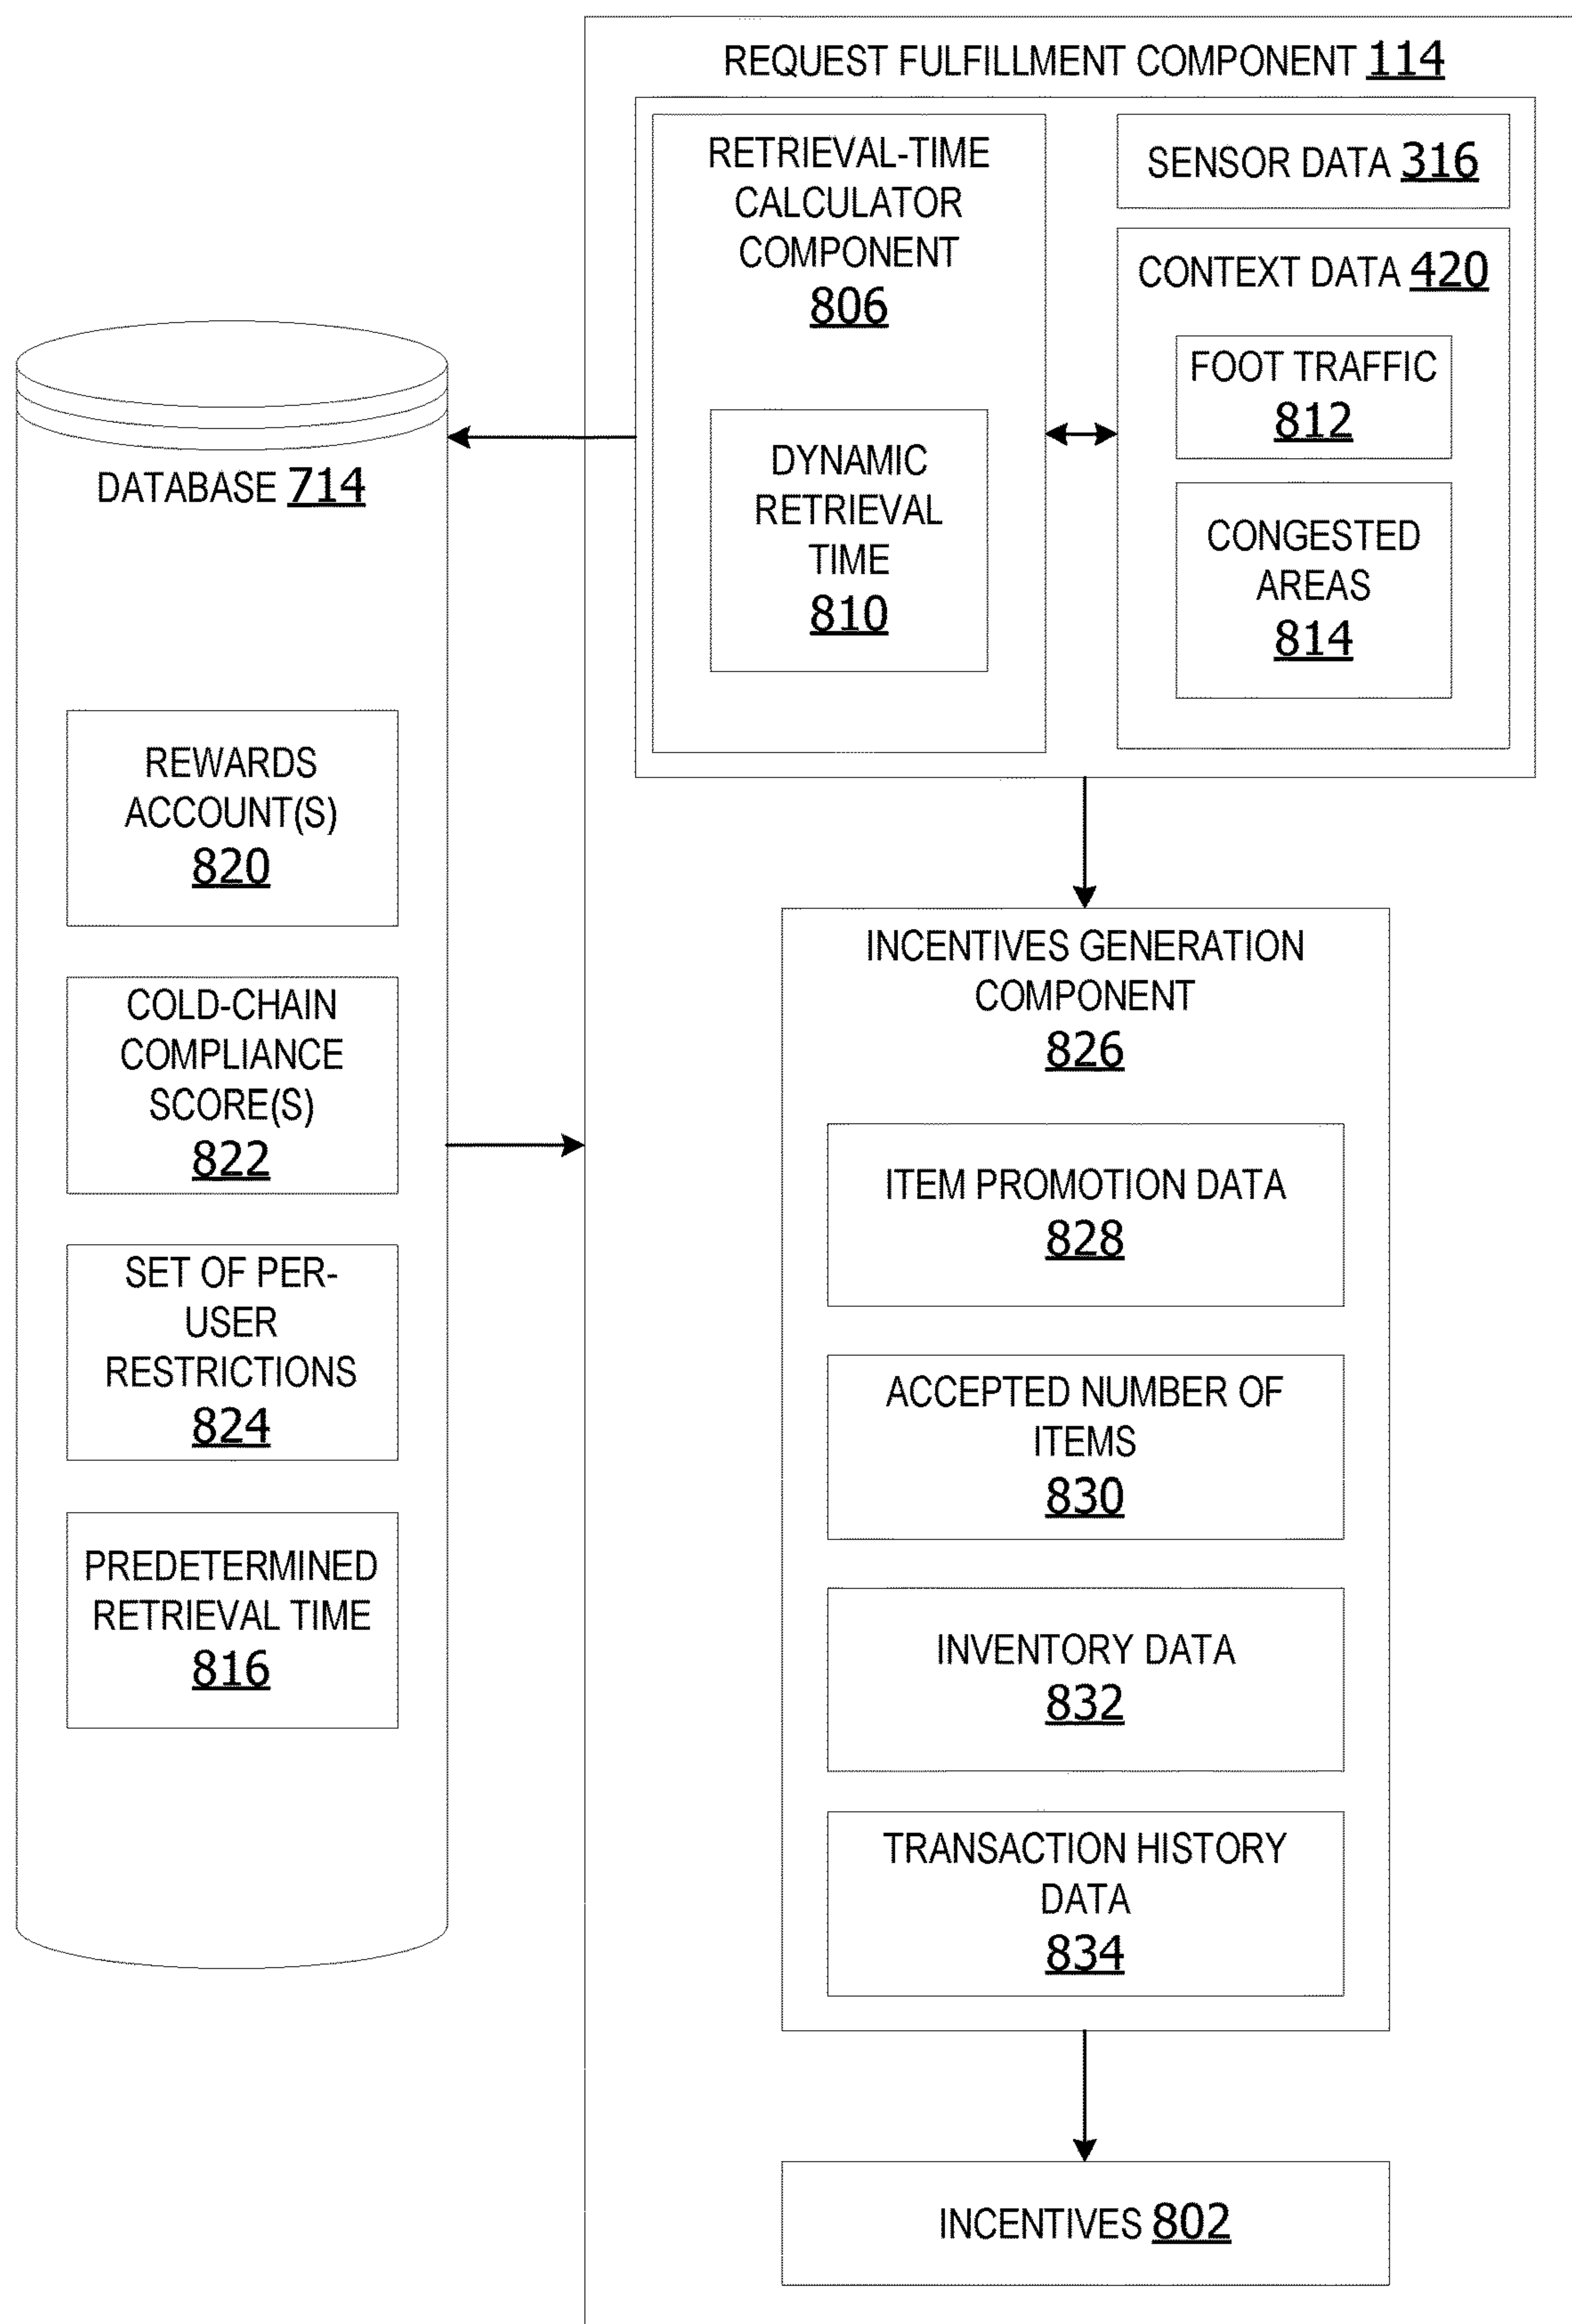 REQUEST FULFILLMENT COMPONENT 114
RETRIEVAL-TIME
CALCULATOR
COMPONENT
806
DYNAMIC
RETRIEVAL
TIME
810
SENSOR DATA 316
CONTEXT DATA 420
FOOT TRAFFIC
812
CONGESTED
AREAS
814
DATABASE 714
REWARDS
ACCOUNT(S)
820
COLD-CHAIN
COMPLIANCE
SCORE(S)
822
SET OF PER-
USER
RESTRICTIONS
824
PREDETERMINED
RETRIEVAL TIME
816
INCENTIVES GENERATION
COMPONENT
826
ITEM PROMOTION DATA
828
ACCEPTED NUMBER OF
ITEMS
830
INVENTORY DATA
832
TRANSACTION HISTORY
DATA
834
INCENTIVES 802